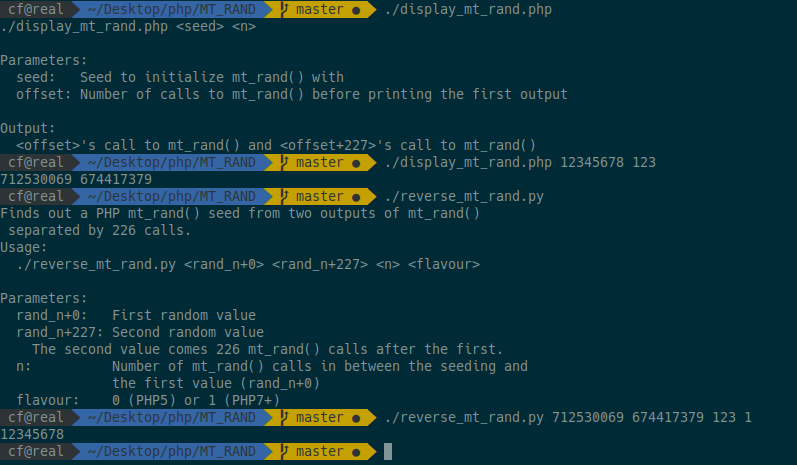 cf@real ~/Desktop/php/MT_RAND master ● ./display_mt_rand.php
./display_mt_rand.php <seed> <n>
Parameters:
seed: Seed to initialize mt_rand() with
offset: Number of calls to mt_rand() before printing the first output
Output:
<offset>'s call to mt_rand() and <offset+227>'s call to mt_rand()
cf@real ~/Desktop/php/MT_RAND master ● ./display_mt_rand.php 12345678 123
712530069 674417379
cf@real ~/Desktop/php/MT_RAND master ● ./reverse_mt_rand.py
Finds out a PHP mt_rand() seed from two outputs of mt_rand()
separated by 226 calls.
Usage:
./reverse_mt_rand.py <rand_n+0> <rand_n+227> <n> <flavour>
Parameters:
rand_n+0: First random value
rand_n+227: Second random value
The second value comes 226 mt_rand() calls after the first.
n: Number of mt_rand() calls in between the seeding and
the first value (rand_n+0)
flavour: 0 (PHP5) or 1 (PHP7+)
cf@real ~/Desktop/php/MT_RAND master ● ./reverse_mt_rand.py 712530069 674417379 123 1
12345678
cf@real ~/Desktop/php/MT_RAND master ●